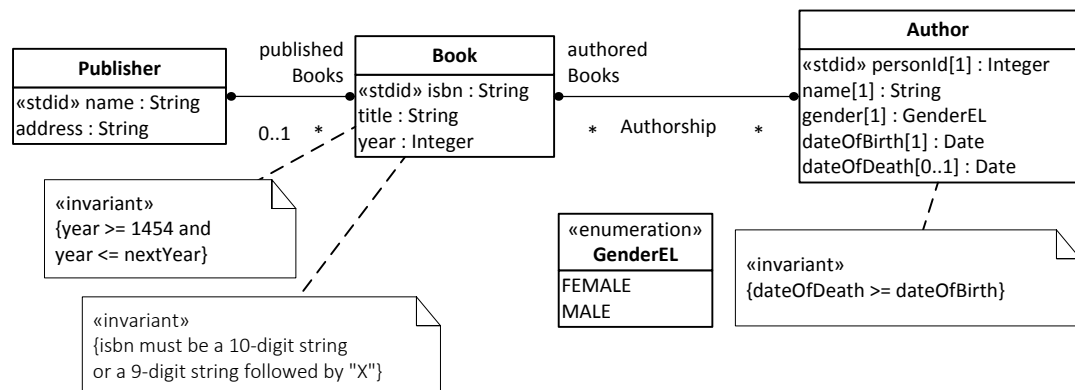 Publisher
«stdid» name : String
address : String
published
Books
0..1
*
Book
«stdid» isbn : String
title : String
year : Integer
authored
Books
*
Authorship
*
Author
«stdid» personId[1] : Integer
name[1] : String
gender[1] : GenderEL
dateOfBirth[1] : Date
dateOfDeath[0..1] : Date
«invariant»
{year >= 1454 and
year <= nextYear}
«invariant»
{isbn must be a 10-digit string
or a 9-digit string followed by "X"}
«enumeration»
GenderEL
FEMALE
MALE
«invariant»
{dateOfDeath >= dateOfBirth}